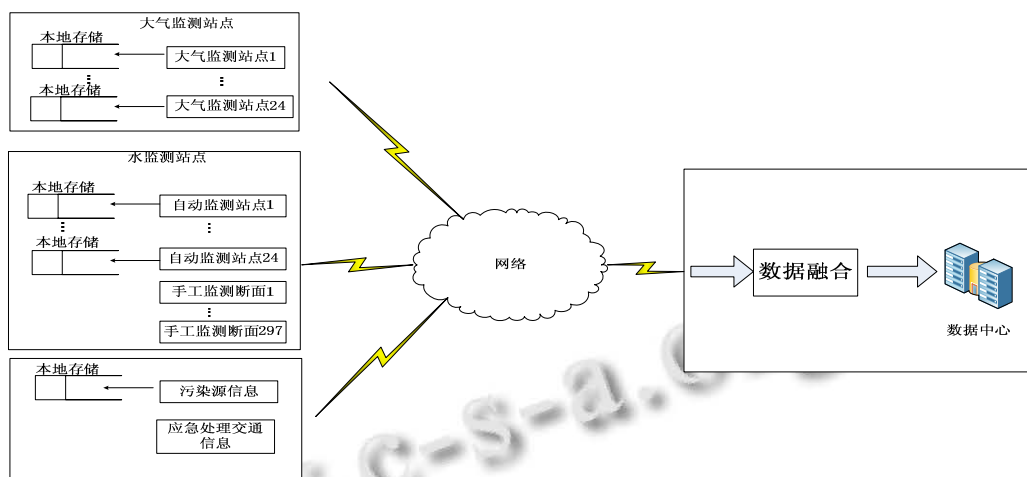 大气监测站点
本地存储
大气监测站点1
本地存储
大气监测站点24
水监测站点
本地存储
自动监测站点1
本地存储
自动监测站点24
手工监测断面1
手工监测断面297
本地存储
污染源信息
应急处理交通
信息
网络
数据融合
数据中心
c-s-a.o